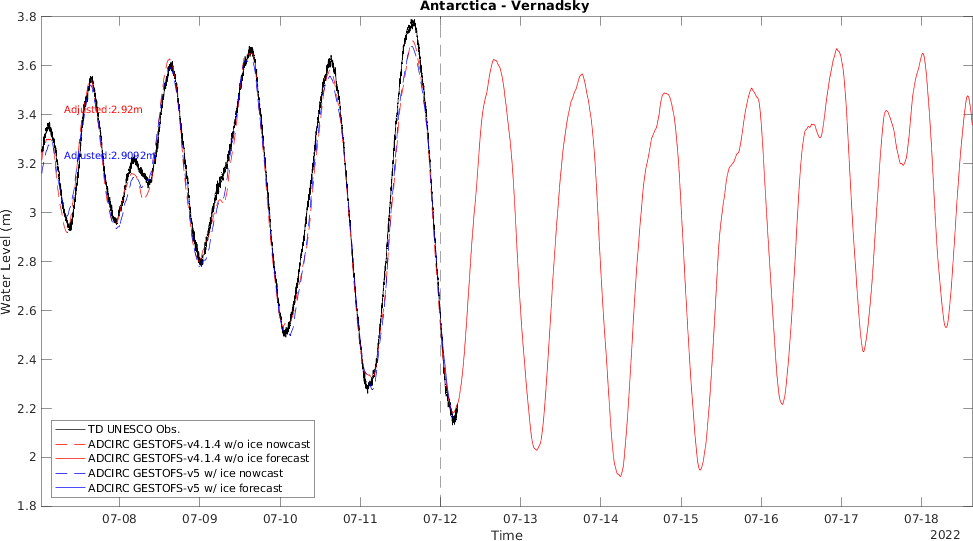 Antarctica - Vernadsky
3.8
3.6
3.4
3.2
3
2.8
2.6
2.4
2.2
2
1.8
Water Level (m)
Adjusted:2.92m
Adjusted:2.9092m
TD UNESCO Obs.
ADCIRC GESTOFS-v4.1.4 w/o ice nowcast
ADCIRC GESTOFS-v4.1.4 w/o ice forecast
ADCIRC GESTOFS-v5 w/ ice nowcast
ADCIRC GESTOFS-v5 w/ ice forecast
07-08 07-09 07-10 07-11 07-12 07-13 07-14 07-15 07-16 07-17 07-18
Time
2022